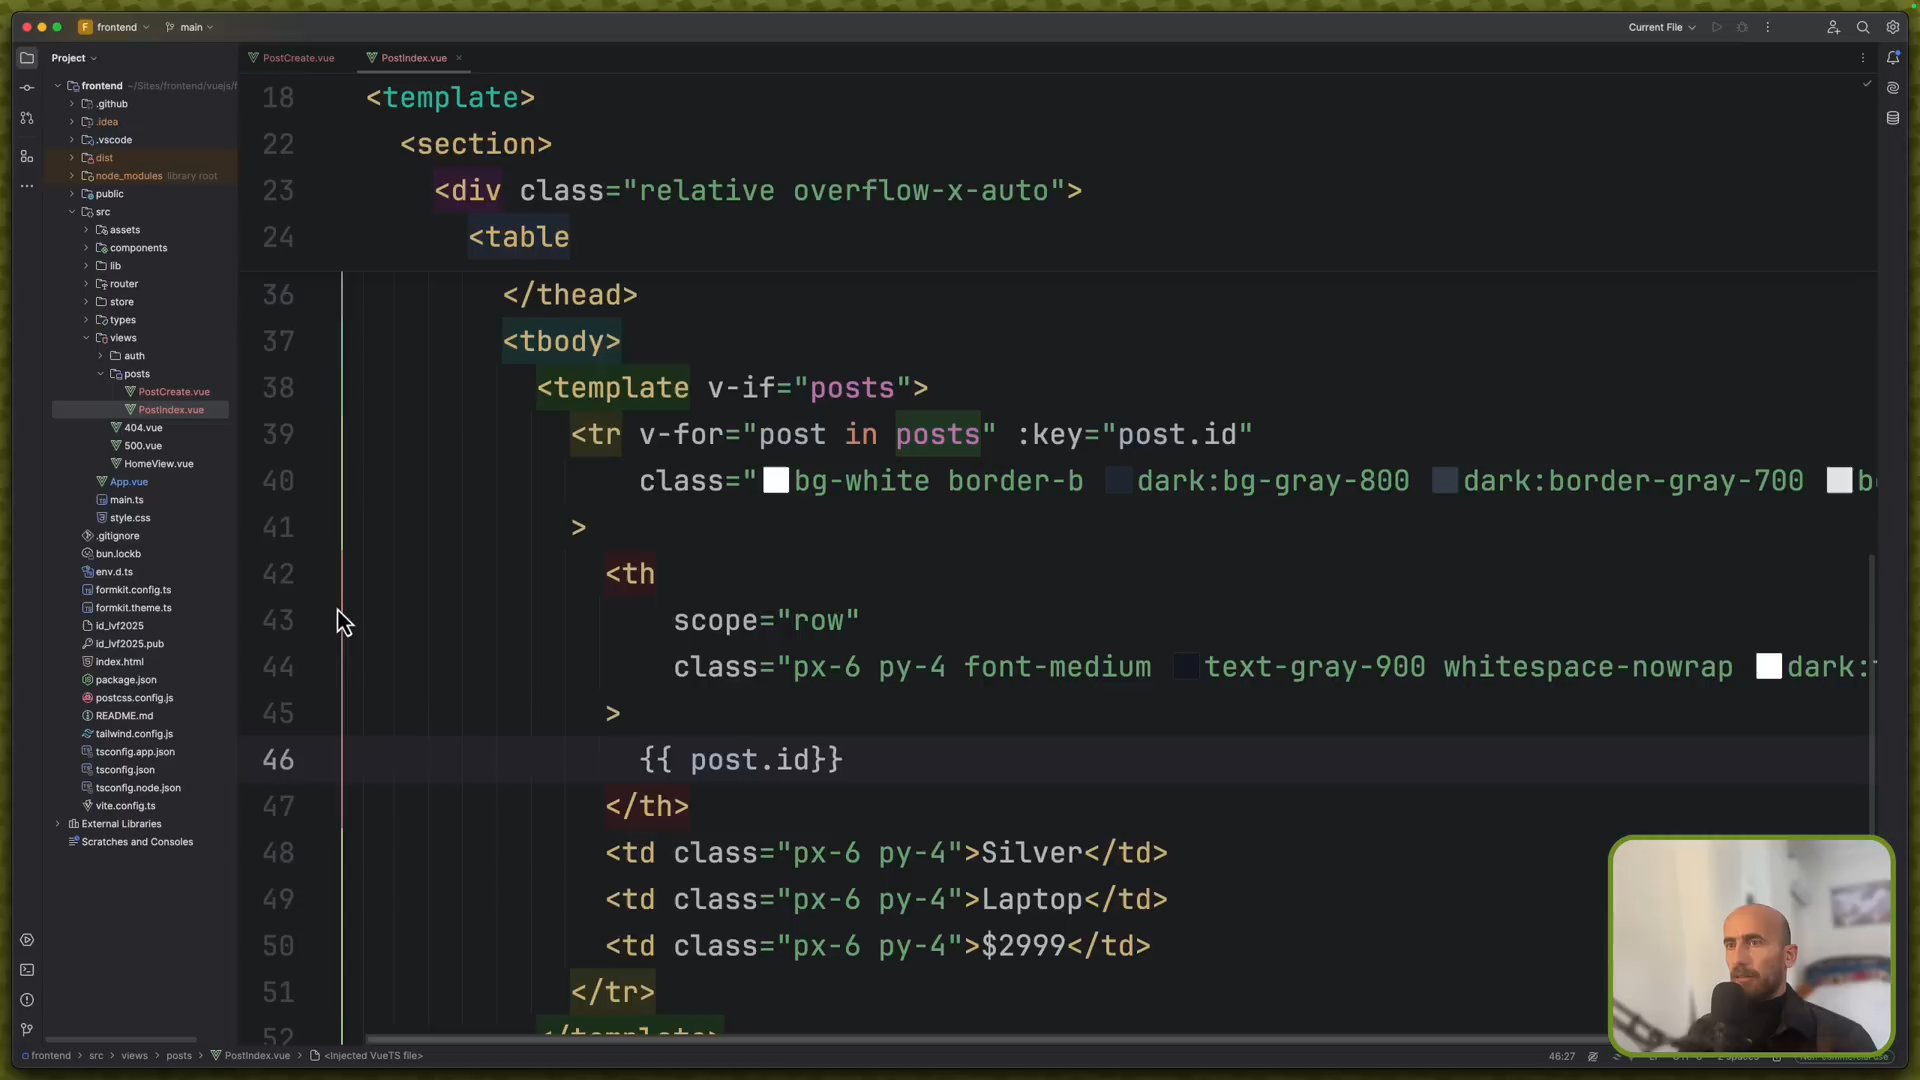 frontend
main
Current File
Project
PostCreate.vue
PostIndex.vue
frontend ~/Sites/frontend/vuejs/f
.github
.idea
.vscode
dist
node_modules library root
public
src
assets
components
lib
router
store
types
views
auth
posts
PostCreate.vue
PostIndex.vue
404.vue
500.vue
HomeView.vue
App.vue
main.ts
style.css
.gitignore
bun.lockb
env.d.ts
formkit.config.ts
formkit.theme.ts
id_lvf2025
id_lvf2025.pub
index.html
package.json
postcss.config.js
README.md
tailwind.config.js
tsconfig.app.json
tsconfig.json
tsconfig.node.json
vite.config.ts
External Libraries
Scratches and Consoles
18 <template>
22 <section>
23 <div class="relative overflow-x-auto">
24 <table
36 </thead>
37 <tbody>
38 <template v-if="posts">
39 <tr v-for="post in posts" :key="post.id"
40 class="bg-white border-b dark:bg-gray-800 dark:border-gray-700
41 >
42 <th
43 scope="row"
44 class="px-6 py-4 font-medium text-gray-900 whitespace-nowrap dark:
45 >
46 {{ post.id}}
47 </th>
48 <td class="px-6 py-4">Silver</td>
49 <td class="px-6 py-4">Laptop</td>
50 <td class="px-6 py-4">$2999</td>
51 </tr>
52 </template>
frontend > src > views > posts > PostIndex.vue > <Injected VueTS file>
46:27